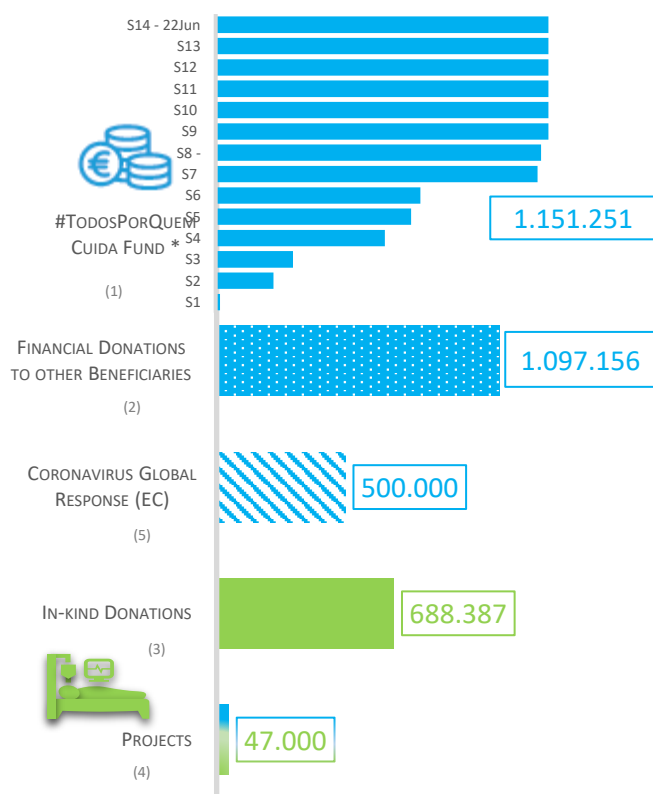 S14 - 22Jun
S13
S12
S11
S10
S9
S8 -
S7
S6
S5
S4
S3
S2
S1
€
#TodosPorQuem
Cuida Fund *
(1)
1.151.251
Financial Donations
to other Beneficiaries
(2)
1.097.156
Coronavirus Global
Response (EC)
(5)
500.000
In-kind Donations
(3)
688.387
Projects
(4)
47.000